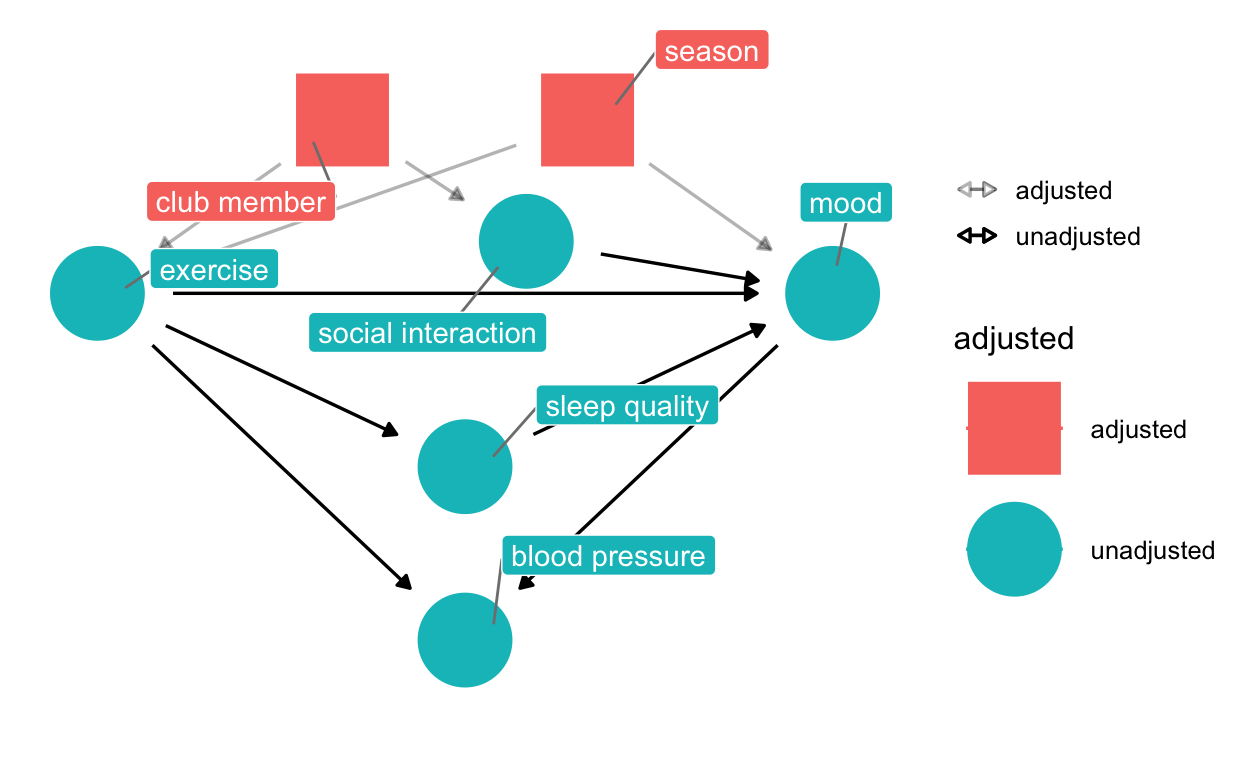 season
club member
mood
exercise
social interaction
sleep quality
blood pressure
adjusted
unadjusted
adjusted
adjusted
unadjusted